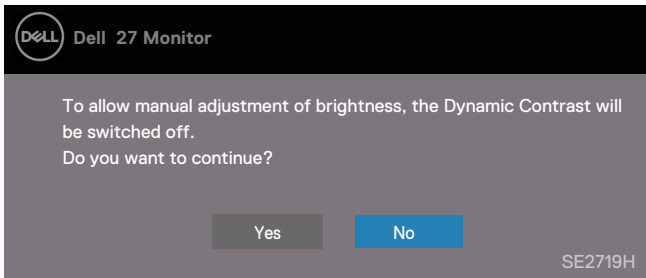 DELL Dell 27 Monitor
To allow manual adjustment of brightness, the Dynamic Contrast will
be switched off.
Do you want to continue?
Yes No
SE2719H